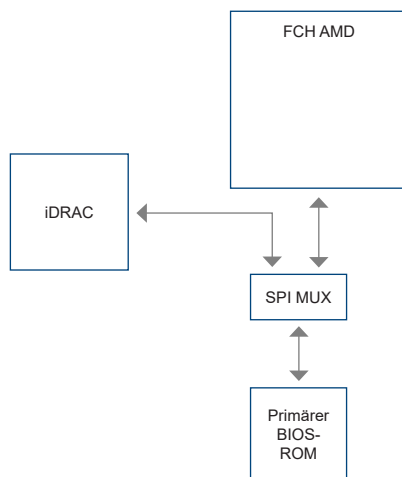 FCH AMD
iDRAC
SPI MUX
Primärer
BIOS-
ROM